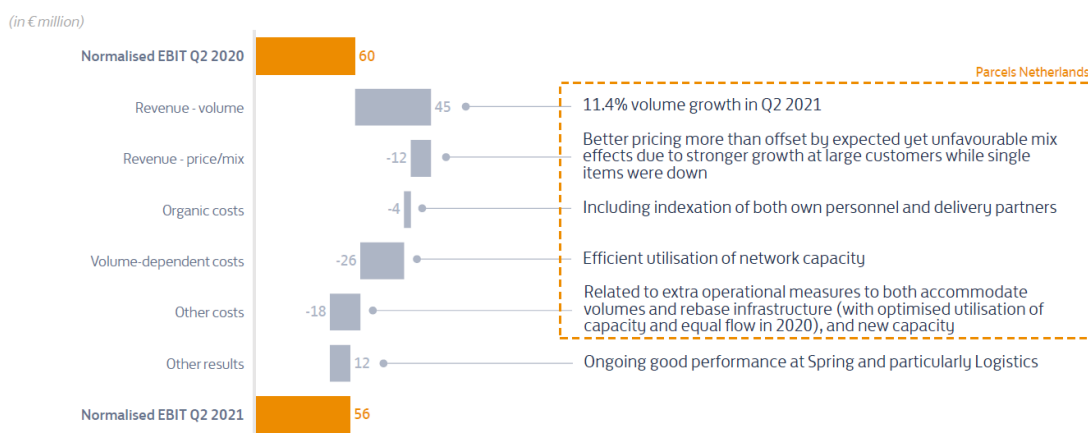 (in € million)
Normalised EBIT Q2 2020
60
Parcels Netherlands
Revenue - volume
45
11.4% volume growth in Q2 2021
Revenue - price/mix
-12
Better pricing more than offset by expected yet unfavourable mix
effects due to stronger growth at large customers while single
items were down
Organic costs
-4
Including indexation of both own personnel and delivery partners
Volume-dependent costs
-26
Efficient utilisation of network capacity
Other costs
-18
Related to extra operational measures to both accommodate
volumes and rebase infrastructure (with optimised utilisation of
capacity and equal flow in 2020), and new capacity
Other results
12
Ongoing good performance at Spring and particularly Logistics
Normalised EBIT Q2 2021
56